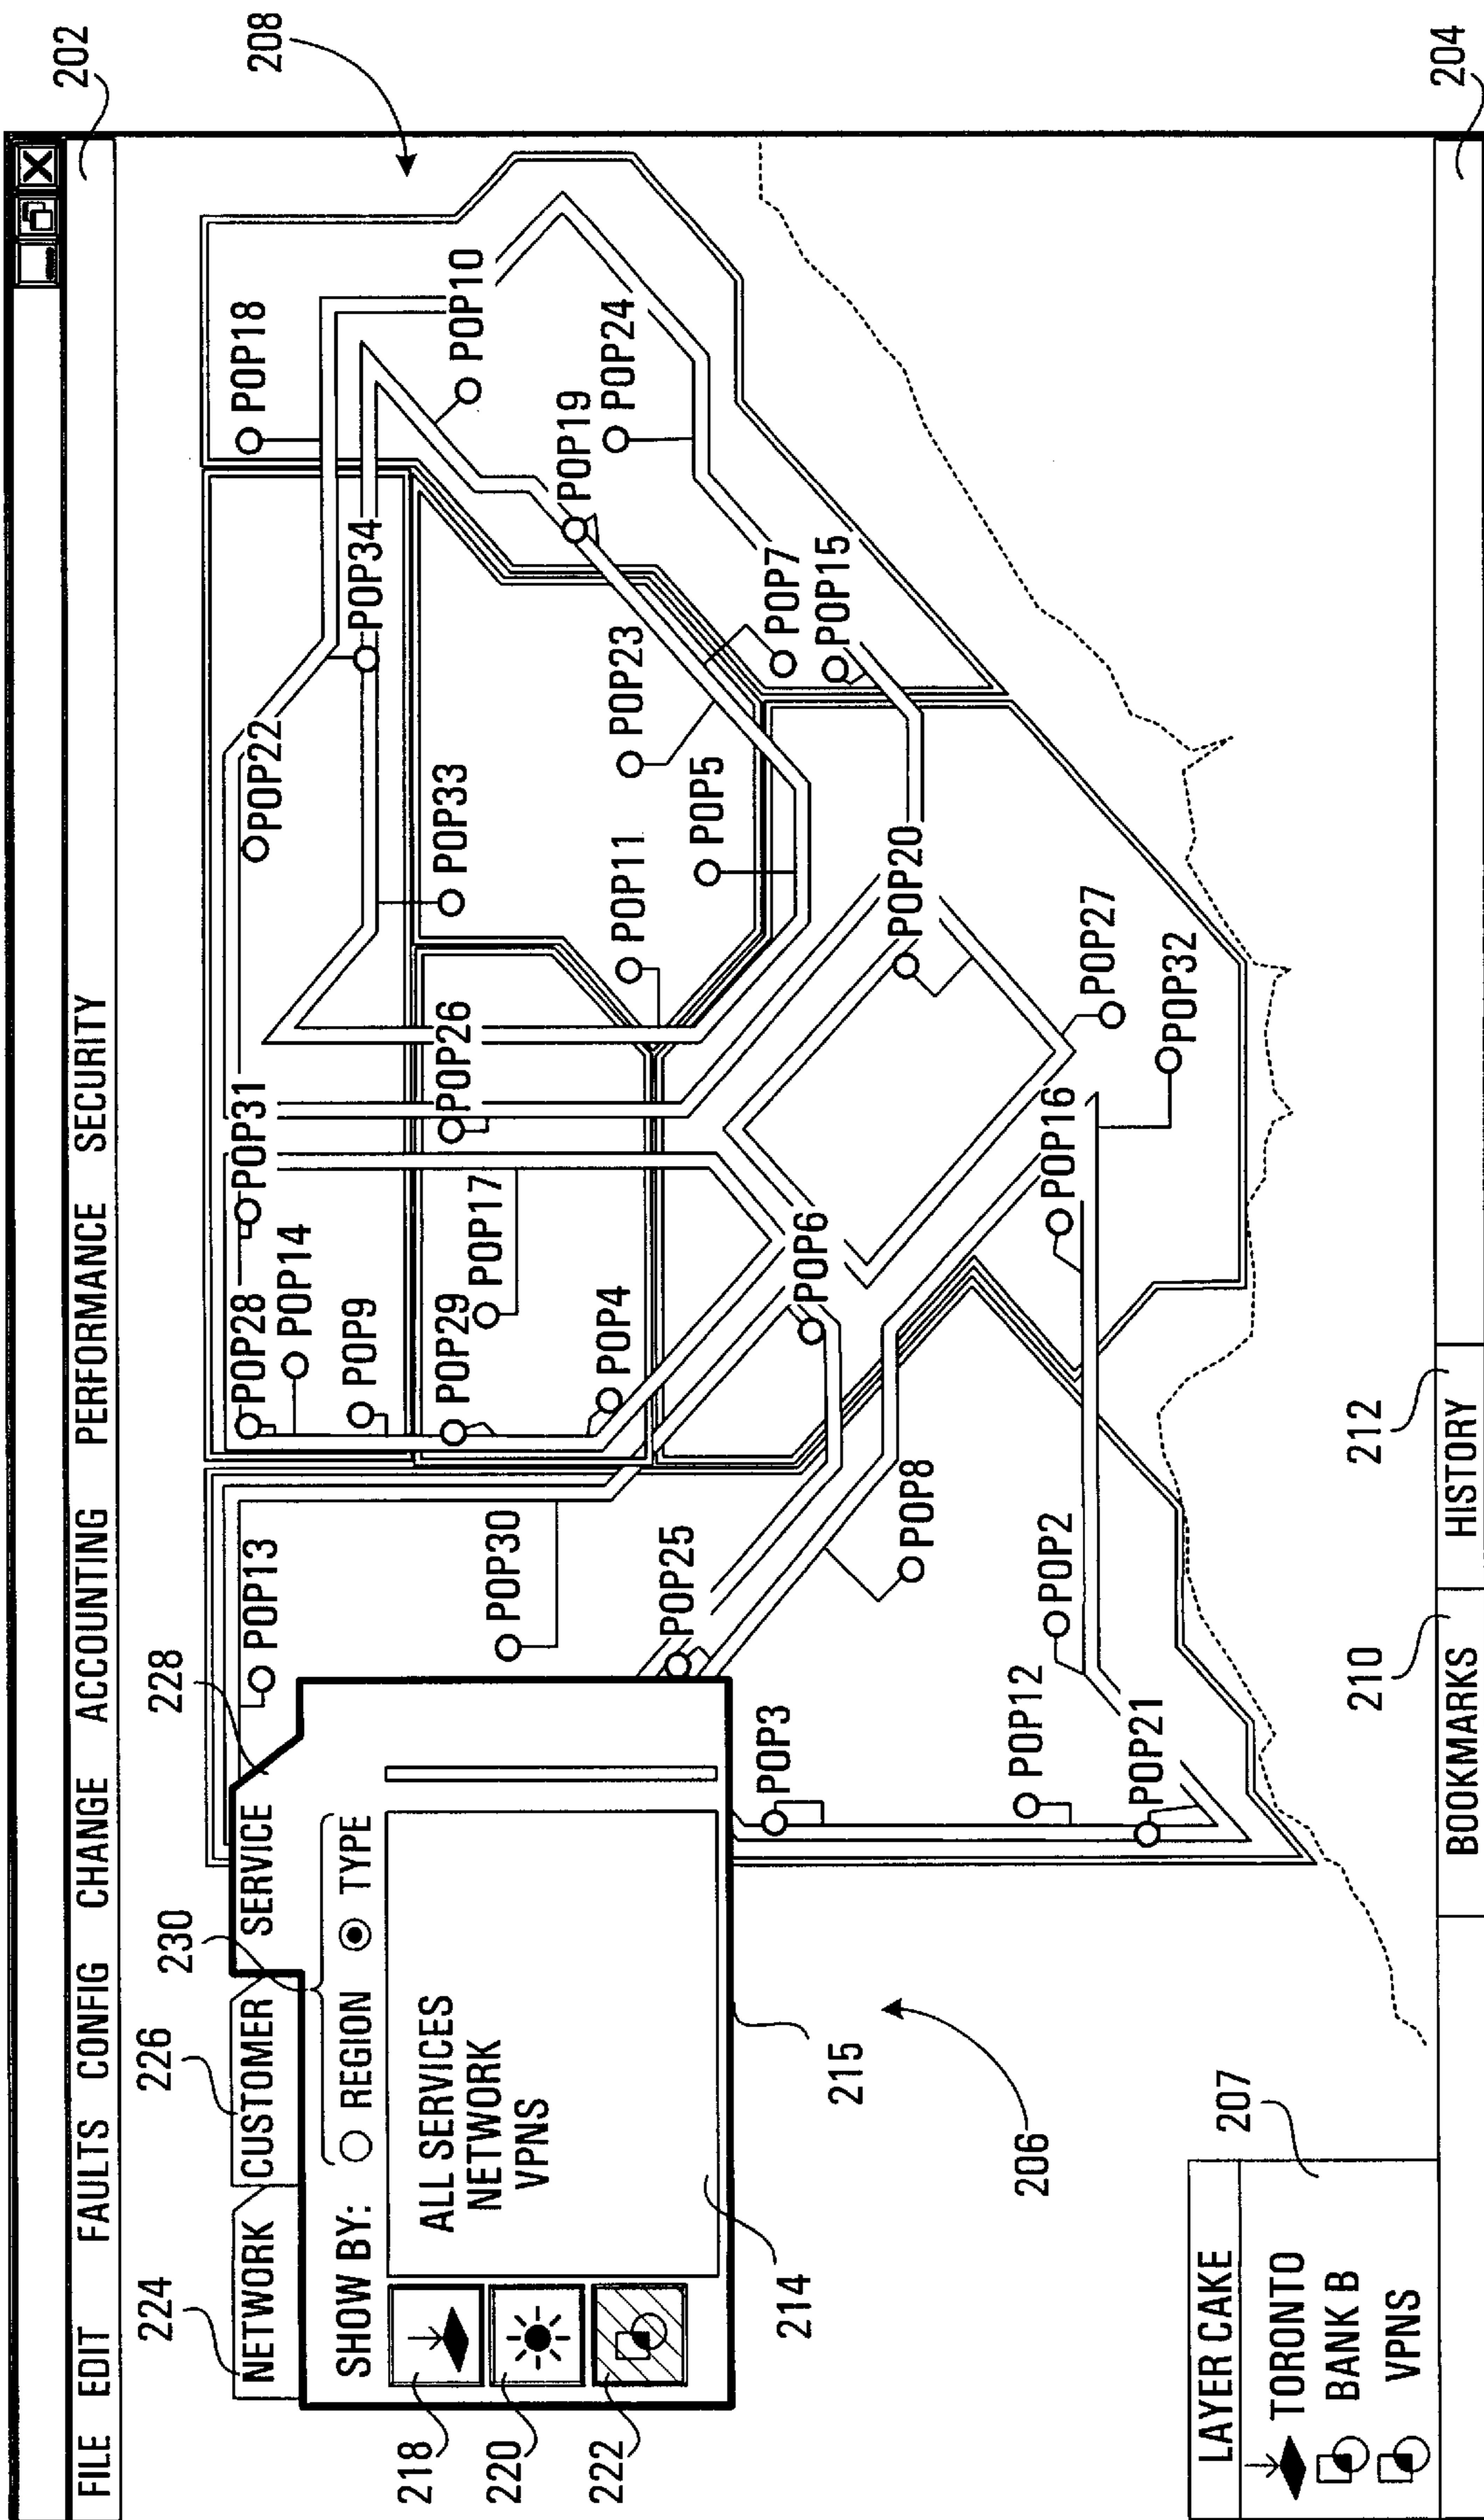 202
208
FILE EDIT FAULTS CONFIG CHANGE ACCOUNTING PERFORMANCE SECURITY
224
226
230
228
NETWORK
CUSTOMER
SERVICE
SHOW BY: REGION TYPE
ALL SERVICES
NETWORK
VPNS
218
220
222
214
215
206
POP13
POP28
POP31
POP22
POP18
POP14
POP9
POP34
POP29
POP26
POP33
POP10
POP30
POP17
POP19
POP4
POP11
POP23
POP24
POP25
POP5
POP3
POP6
POP7
POP15
POP8
POP20
POP12
POP2
POP16
POP27
POP21
POP32
207
LAYER CAKE
TORONTO
BANK B
VPNS
210
212
204
BOOKMARKS
HISTORY